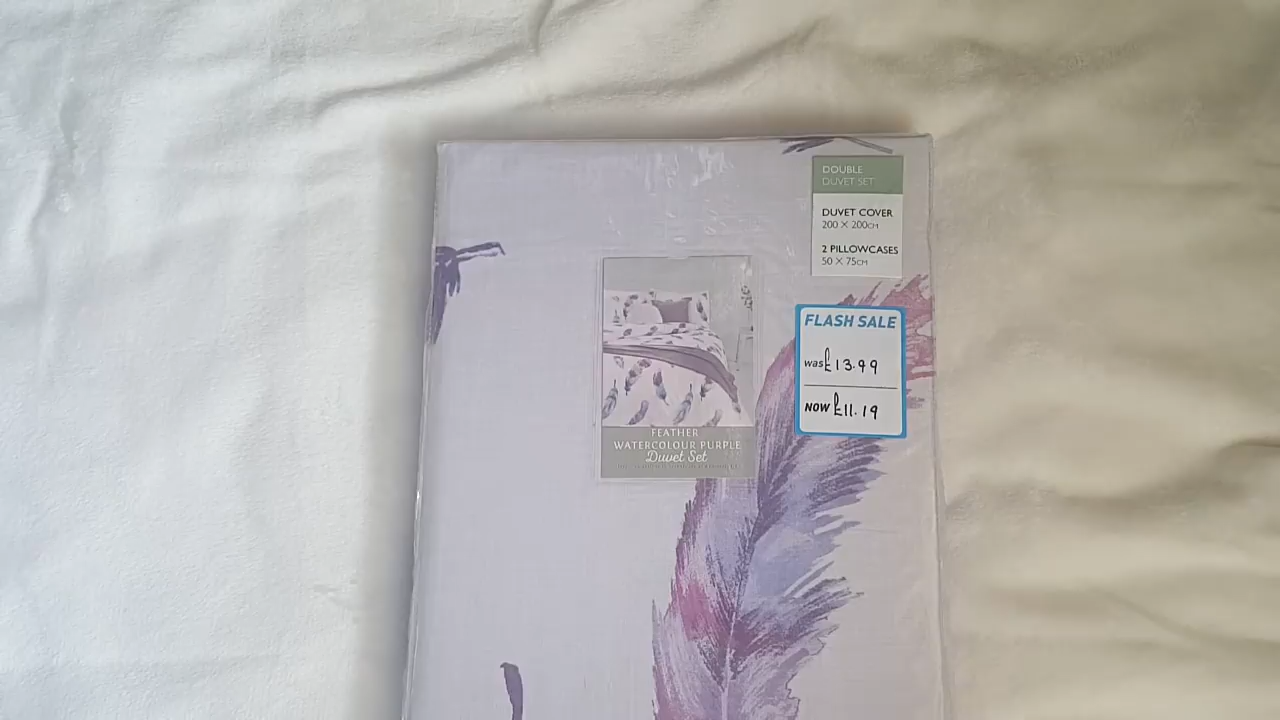 DOUBLE
DUVET SET
DUVET COVER
200 X 200CM
2 PILLOWCASES
50 X 75CM
FLASH SALE
was £13.99
NOW £11.19
FEATHER
WATERCOLOUR PURPLE
Duvet Set